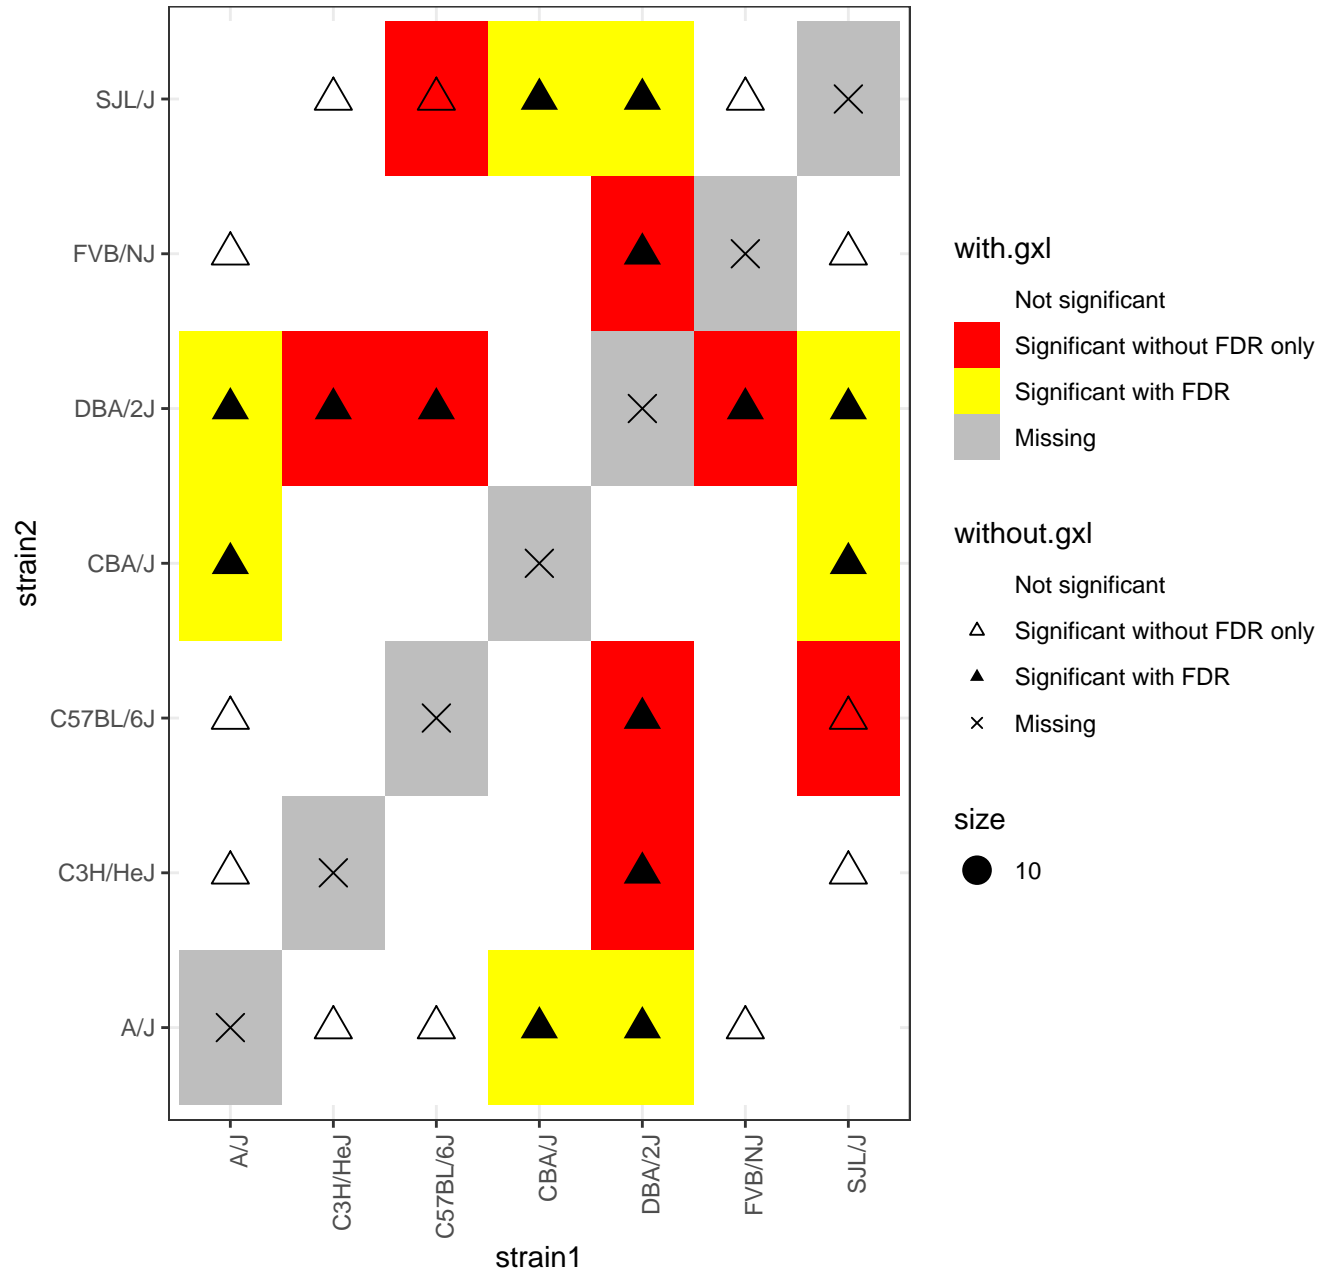 SJL/J
FVB/NJ
DBA/2J
CBA/J
C57BL/6J
C3H/HeJ
A/J
strain2
A/J
C3H/HeJ
C57BL/6J
CBA/J
DBA/2J
FVB/NJ
SJL/J
strain1
with.gxl
Not significant
Significant without FDR only
Significant with FDR
Missing
without.gxl
Not significant
Significant without FDR only
Significant with FDR
Missing
size
10